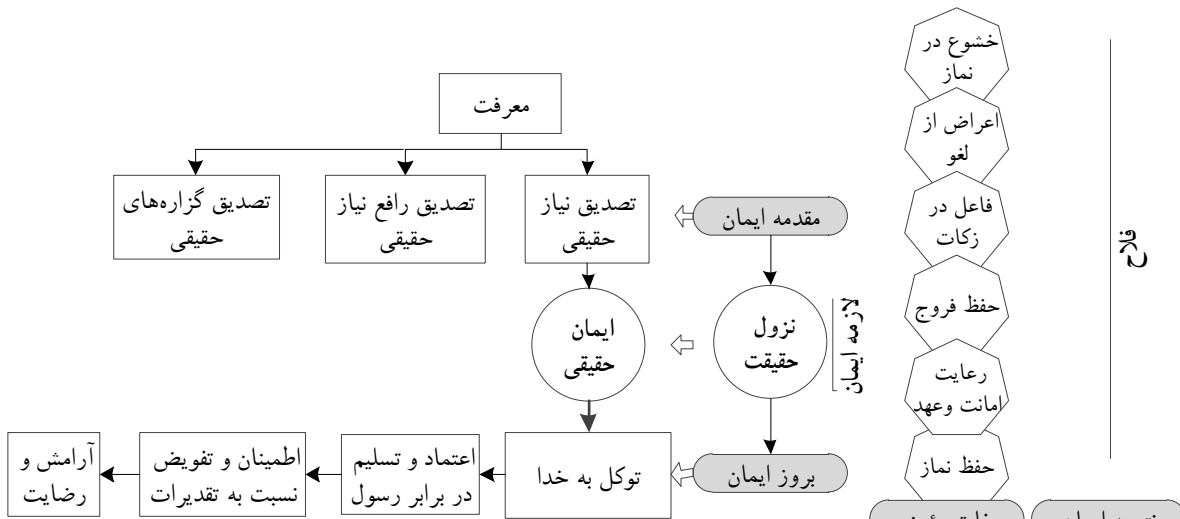 خشوع در
نماز
اعراض از
لغو
فاعل در
زکات
حفظ فروج
رعایت
امانت وعهد
حفظ نماز
فلاح
معرفت
تصدیق نیاز
حقیقی
تصدیق رافع نیاز
حقیقی
تصدیق گزاره‌های
حقیقی
مقدمه ایمان
نزول
حقیقت
لازمه ایمان
ایمان
حقیقی
بروز ایمان
توکل به خدا
اعتماد و تسلیم
در برابر رسول
اطمینان و تفویض
نسبت به تقدیرات
آرامش و
رضایت